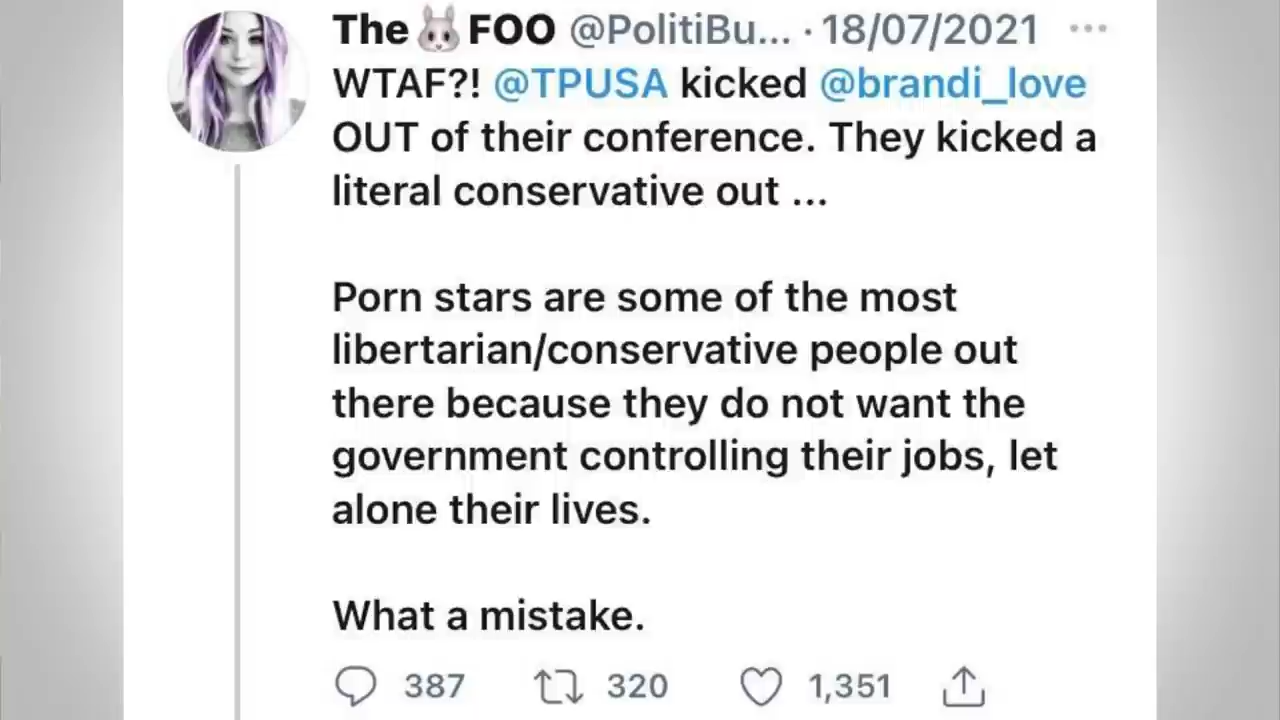 The🐰FOO @PolitiBu... · 18/07/2021 ...
WTAF?! @TPUSA kicked @brandi_love
OUT of their conference. They kicked a
literal conservative out ...
Porn stars are some of the most
libertarian/conservative people out
there because they do not want the
government controlling their jobs, let
alone their lives.
What a mistake.
387 320 1,351